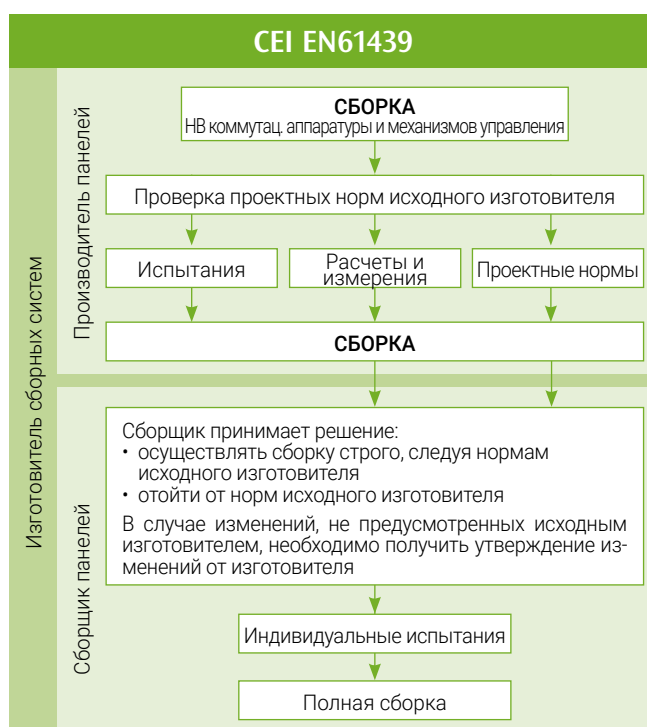 CEI EN61439
Изготовитель сборных систем
Производитель панелей
СБОРКА
НВ коммутац. аппаратуры и механизмов управления
Проверка проектных норм исходного изготовителя
Испытания
Расчеты и
измерения
Проектные нормы
СБОРКА
Сборщик панелей
Сборщик принимает решение:
• осуществлять сборку строго, следуя нормам
исходного изготовителя
• отойти от норм исходного изготовителя
В случае изменений, не предусмотренных исходным
изготовителем, необходимо получить утверждение из-
менений от изготовителя
Индивидуальные испытания
Полная сборка